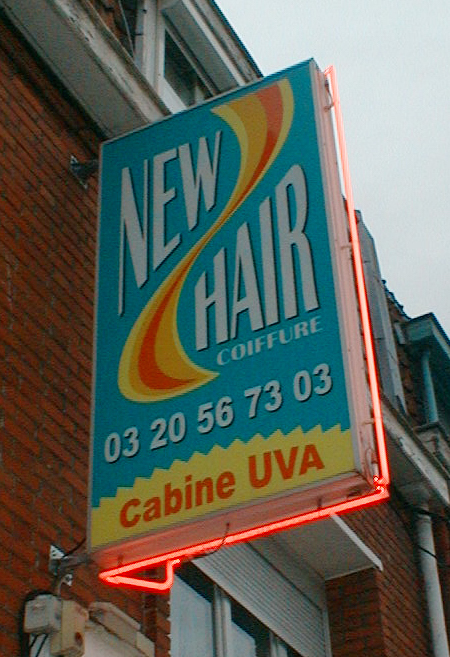 NEW
HAIR
COIFFURE
03 20 56 73 03
Cabine UVA